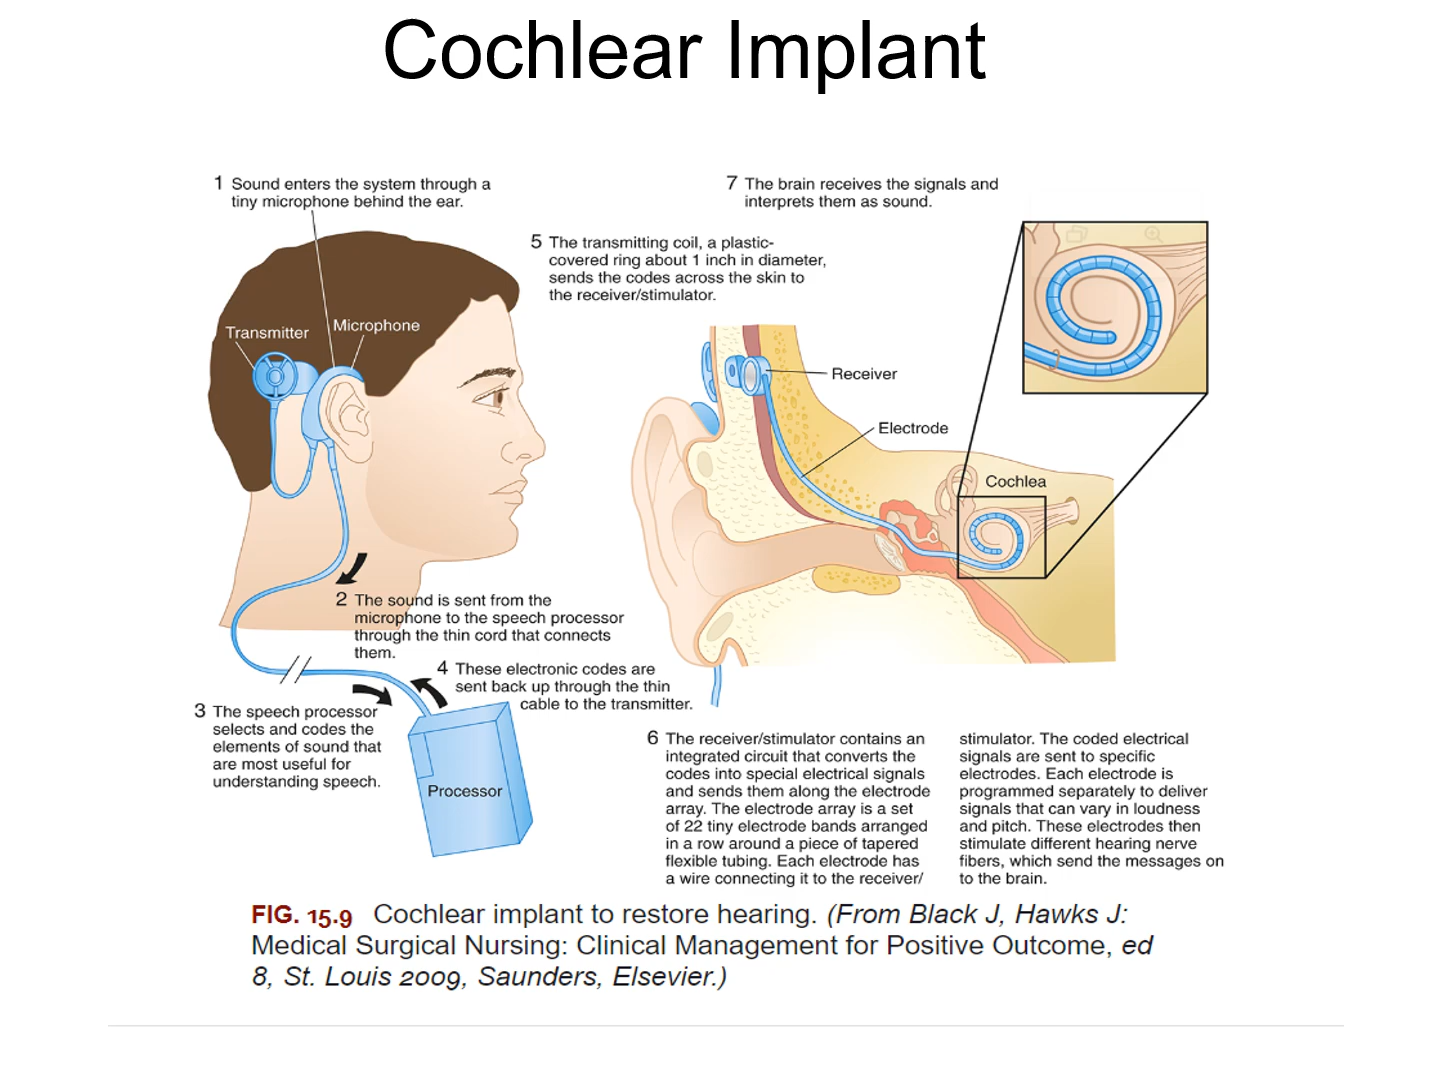 Cochlear Implant
1 Sound enters the system through a
tiny microphone behind the ear.
Transmitter
Microphone
2 The sound is sent from the
microphone to the speech processor
through the thin cord that connects
them.
3 The speech processor
selects and codes the
elements of sound that
are most useful for
understanding speech.
4 These electronic codes are
sent back up through the thin
cable to the transmitter.
Processor
5 The transmitting coil, a plastic-
covered ring about 1 inch in diameter,
sends the codes across the skin to
the receiver/stimulator.
7 The brain receives the signals and
interprets them as sound.
Receiver
Electrode
Cochlea
6 The receiver/stimulator contains an
integrated circuit that converts the
codes into special electrical signals
and sends them along the electrode
array. The electrode array is a set
of 22 tiny electrode bands arranged
in a row around a piece of tapered
flexible tubing. Each electrode has
a wire connecting it to the receiver/
stimulator. The coded electrical
signals are sent to specific
electrodes. Each electrode is
programmed separately to deliver
signals that can vary in loudness
and pitch. These electrodes then
stimulate different hearing nerve
fibers, which send the messages on
to the brain.
FIG. 15.9 Cochlear implant to restore hearing. (From Black J, Hawks J:
Medical Surgical Nursing: Clinical Management for Positive Outcome, ed
8, St. Louis 2009, Saunders, Elsevier.)